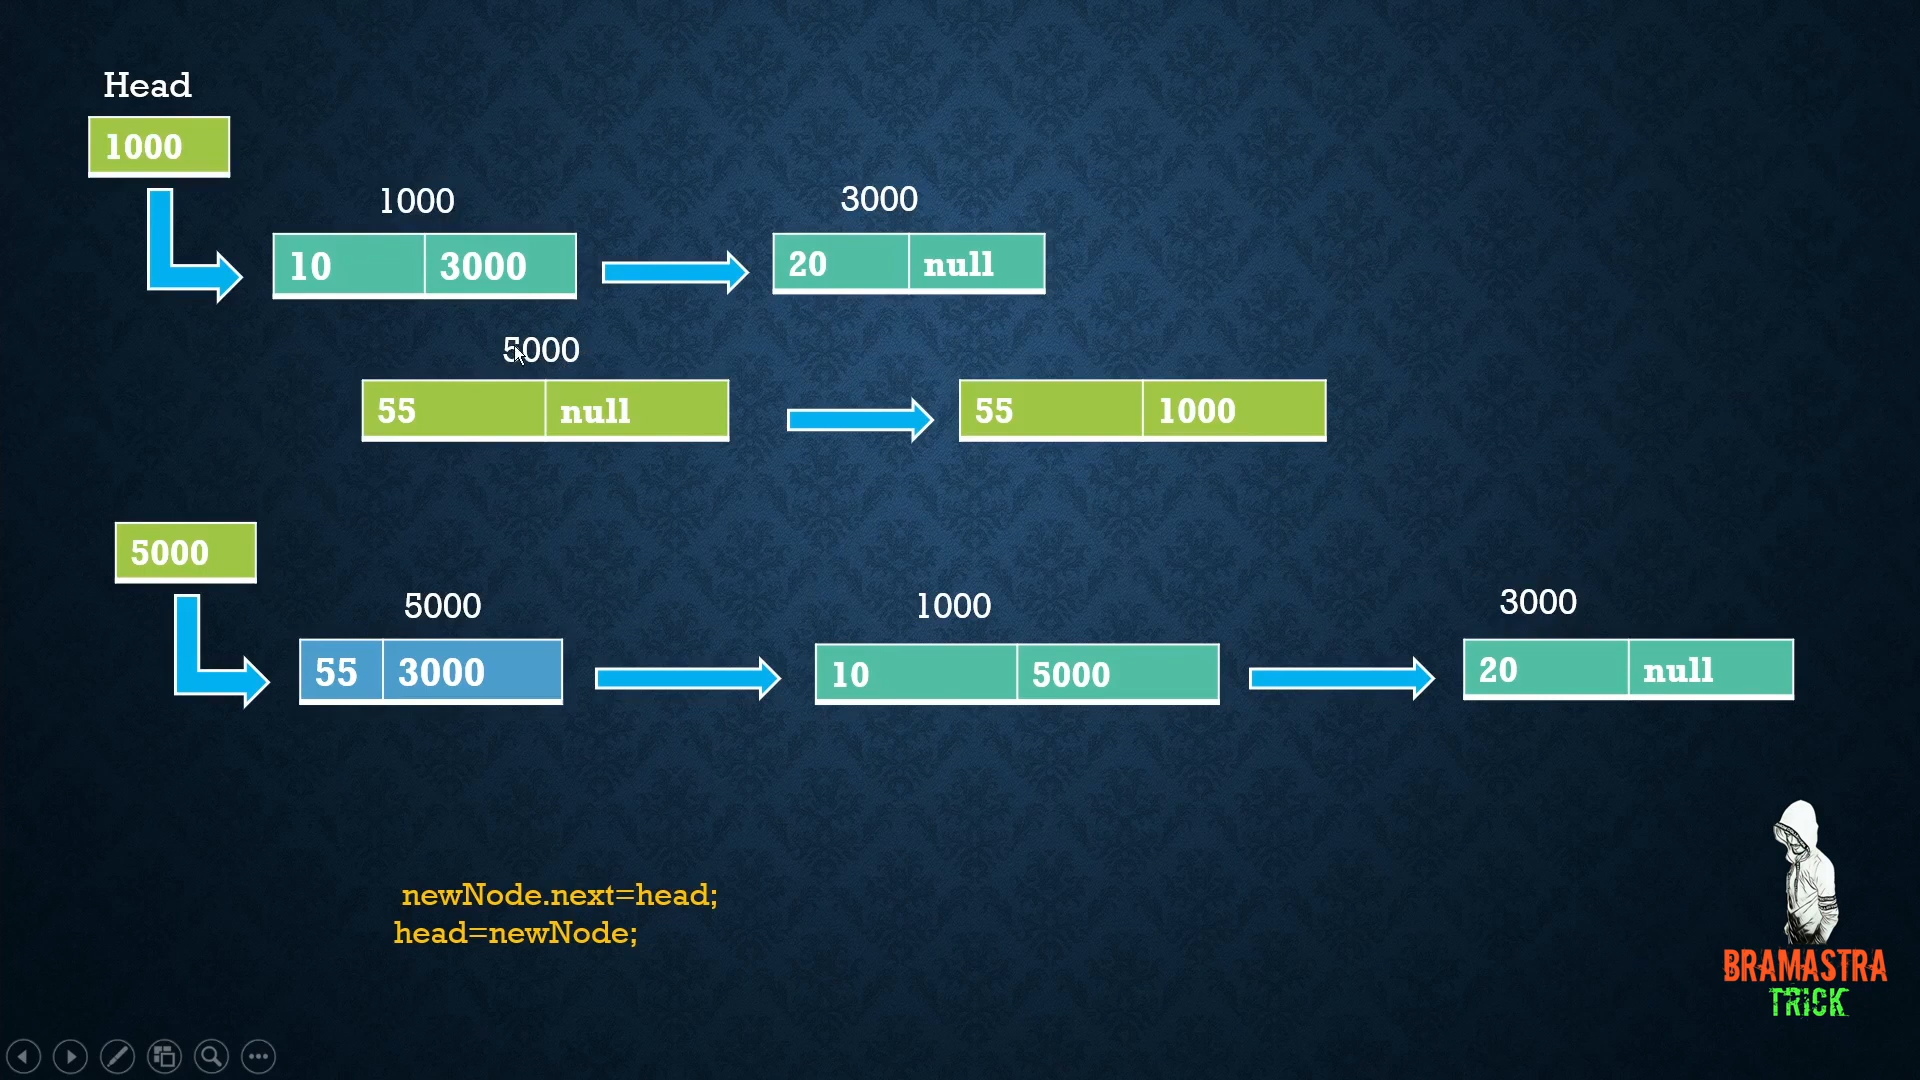 Head
1000
1000
3000
10 3000
20 null
5000
55 null
55 1000
5000
5000
1000
3000
55 3000
10 5000
20 null
newNode.next=head;
head=newNode;
BRAMASTRA
TRICK